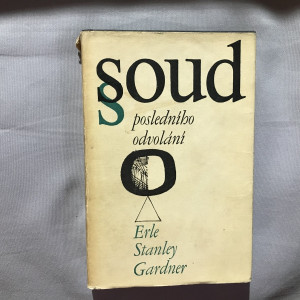 soud
§
posledního
odvolání
Erle
Stanley
Gardner